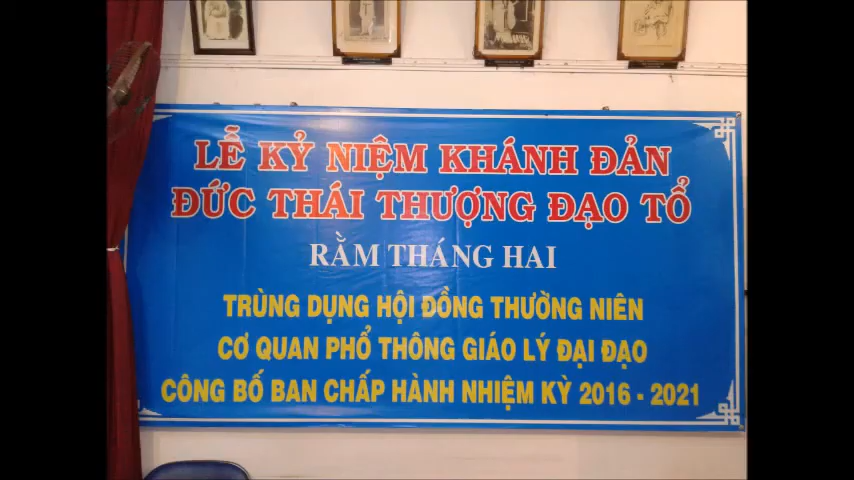 LỄ KỶ NIỆM KHÁNH ĐẢN
ĐỨC THÁI THƯỢNG ĐẠO TỔ
RẰM THÁNG HAI
TRÙNG DỤNG HỘI ĐỒNG THƯỜNG NIÊN
CƠ QUAN PHỔ THÔNG GIÁO LÝ ĐẠI ĐẠO
CÔNG BỐ BAN CHẤP HÀNH NHIỆM KỲ 2016 - 2021